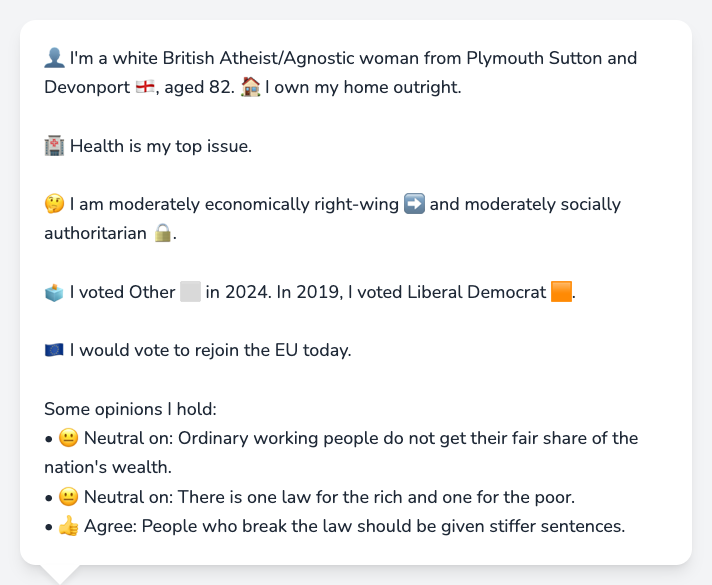 👤 I'm a white British Atheist/Agnostic woman from Plymouth Sutton and
Devonport 🏴󠁧󠁢󠁥󠁮󠁧󠁿, aged 82. 🏠 I own my home outright.
🏥 Health is my top issue.
🤔 I am moderately economically right-wing ➡️ and moderately socially
authoritarian 🔒.
🗳️ I voted Other ⬜ in 2024. In 2019, I voted Liberal Democrat 🟧.
🇪🇺 I would vote to rejoin the EU today.
Some opinions I hold:
• 😐 Neutral on: Ordinary working people do not get their fair share of the
nation's wealth.
• 😐 Neutral on: There is one law for the rich and one for the poor.
• 👍 Agree: People who break the law should be given stiffer sentences.